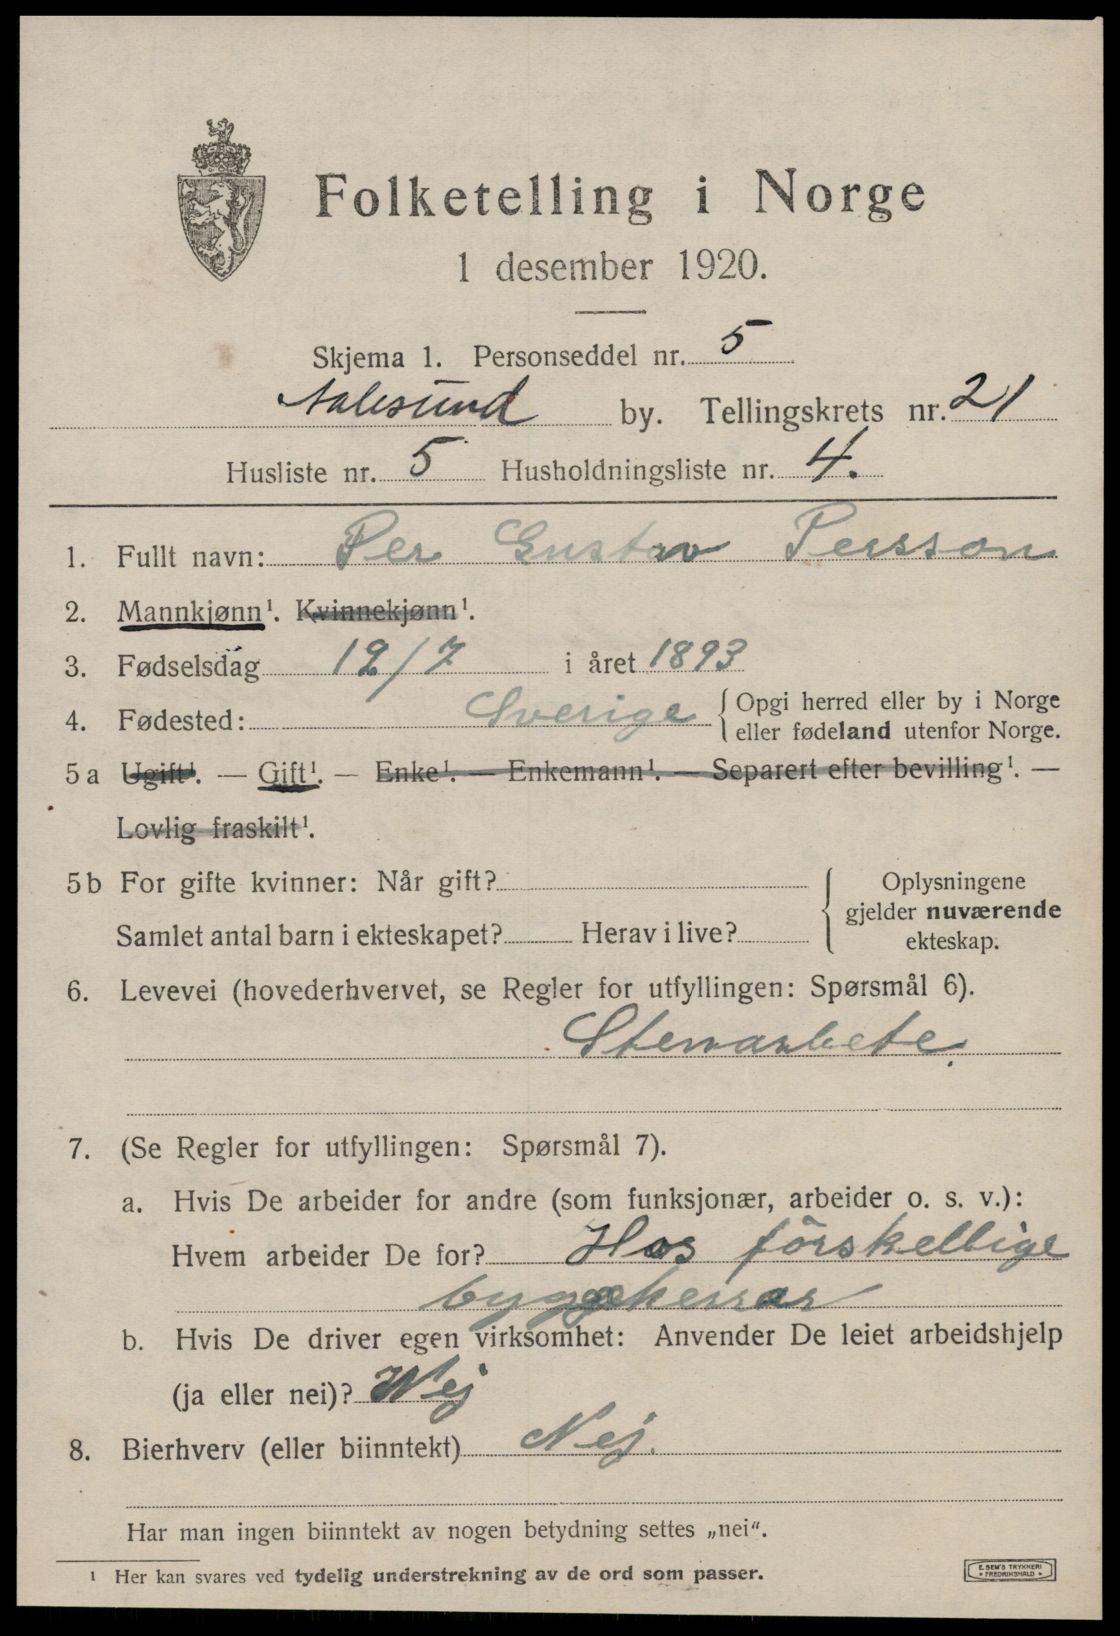 Folketelling i Norge
1 desember 1920.
Skjema 1. Personseddel nr. 5
Aalesund by. Tellingskrets nr. 21
Husliste nr. 5 Husholdningsliste nr. 4.
1. Fullt navn: Per Gustav Persson
2. Mannkjønn¹. Kvinnekjønn¹.
3. Fødselsdag 12/7 i året 1893
4. Fødested: Sverige { Opgi herred eller by i Norge
eller fødeland utenfor Norge.
5 a Ugift¹. — Gift¹. — Enke¹. — Enkemann¹. — Separert efter bevilling¹. —
Lovlig fraskilt¹.
5 b For gifte kvinner: Når gift? { Oplysningene
gjelder nuværende
Samlet antal barn i ekteskapet? Herav i live? ekteskap.
6. Levevei (hovederhvervet, se Regler for utfyllingen: Spørsmål 6).
Stenarbete.
7. (Se Regler for utfyllingen: Spørsmål 7).
a. Hvis De arbeider for andre (som funksjonær, arbeider o. s. v.):
Hvem arbeider De for? Hos førskellige
byggeherrar
b. Hvis De driver egen virksomhet: Anvender De leiet arbeidshjelp
(ja eller nei)? Nej
8. Bierhverv (eller biinntekt) Nej.
Har man ingen biinntekt av nogen betydning settes „nei“.
¹ Her kan svares ved tydelig understrekning av de ord som passer.
E. SEM'S TRYKKERI
• FREDRIKSHALD •